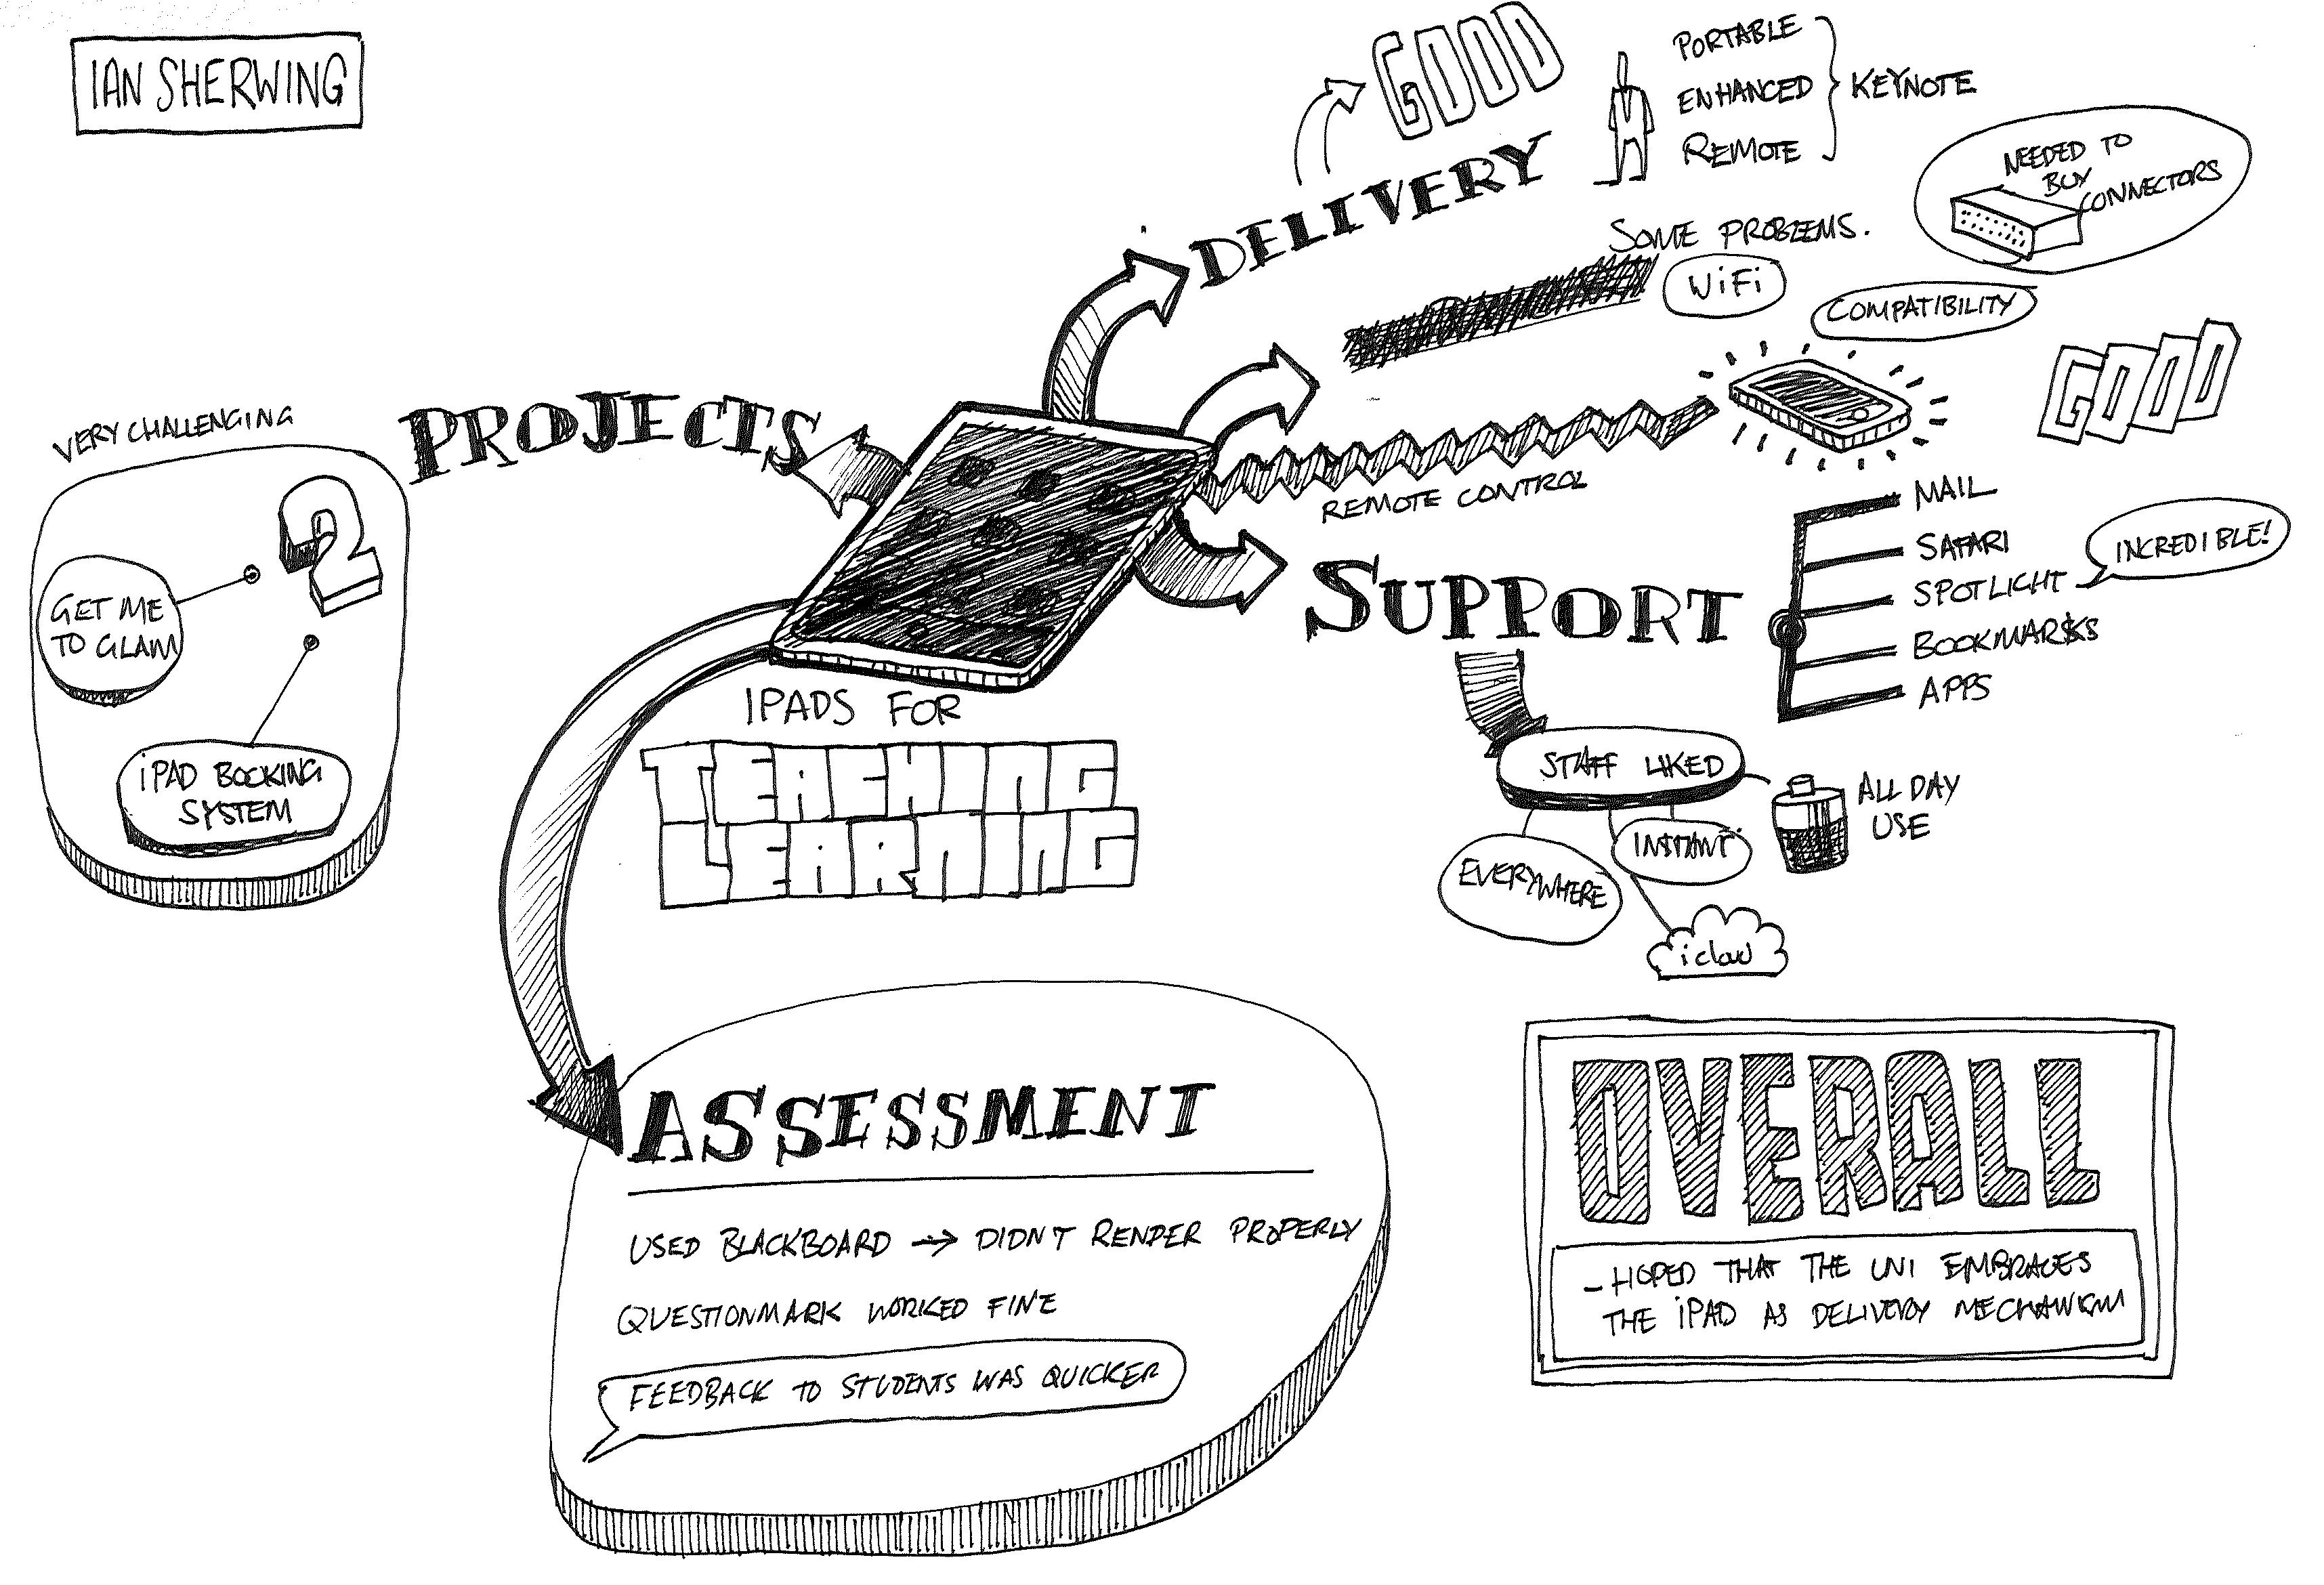 IAN SHERWING
GOOD
PORTABLE
ENHANCED
REMOTE
KEYNOTE
DELIVERY
NEEDED TO
BUY
CONNECTORS
SOME PROBLEMS.
WiFi
COMPATIBILITY
GOOD
REMOTE CONTROL
PROJECTS
VERY CHALLENGING
2
GET ME
TO GLAM
iPAD BOOKING
SYSTEM
SUPPORT
MAIL
SAFARI
SPOTLIGHT
INCREDIBLE!
BOOKMARKS
APPS
STAFF LIKED
ALL DAY
USE
INSTANT
EVERYWHERE
iCloud
IPADS FOR
TEACHING
LEARNING
ASSESSMENT
USED BLACKBOARD → DIDN'T RENDER PROPERLY
QUESTIONMARK WORKED FINE
FEEDBACK TO STUDENTS WAS QUICKER
OVERALL
- HOPED THAT THE UNI EMBRACES
THE iPAD AS DELIVERY MECHANISM